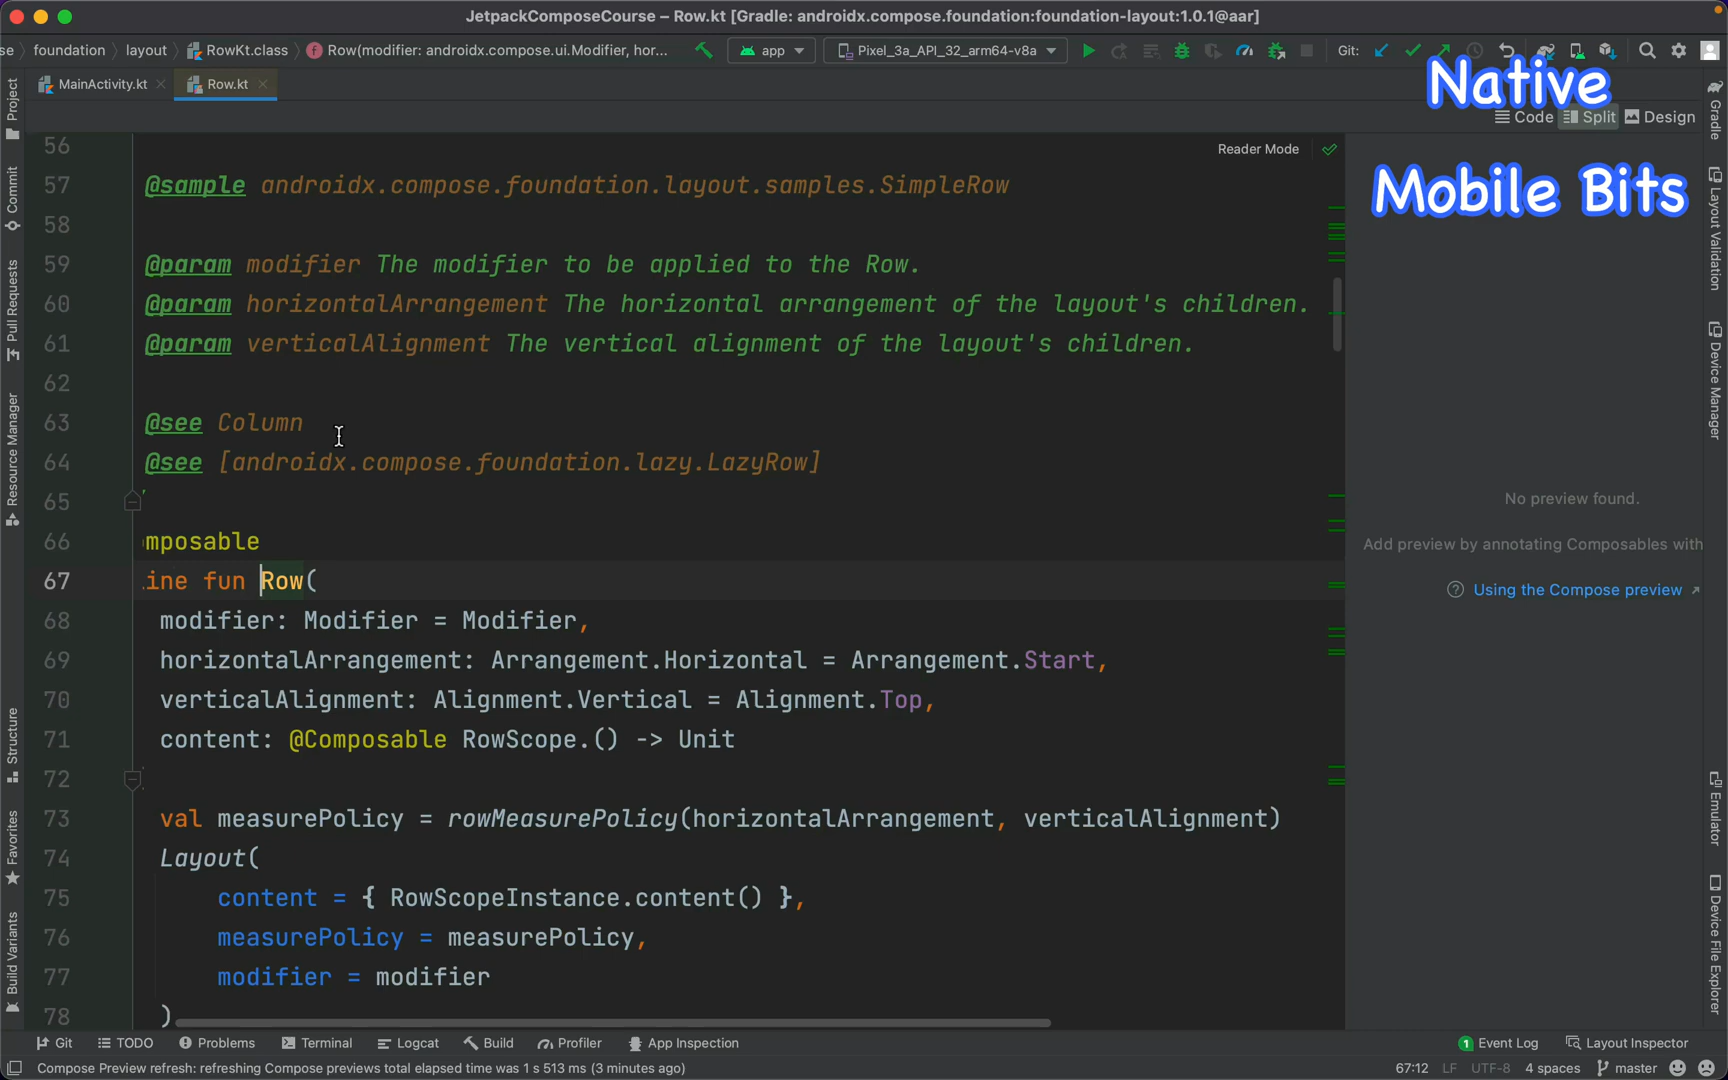 JetpackComposeCourse – Row.kt [Gradle: androidx.compose.foundation:foundation-layout:1.0.1@aar]
se › foundation › layout › RowKt.class › Row(modifier: androidx.compose.ui.Modifier, hor... app Pixel_3a_API_32_arm64-v8a Git:
MainActivity.kt Row.kt
Native
Code Split Design
Mobile Bits
Reader Mode
56
57 @sample androidx.compose.foundation.layout.samples.SimpleRow
58
59 @param modifier The modifier to be applied to the Row.
60 @param horizontalArrangement The horizontal arrangement of the layout's children.
61 @param verticalAlignment The vertical alignment of the layout's children.
62
63 @see Column
64 @see [androidx.compose.foundation.lazy.LazyRow]
65 /
66 mposable
67 ine fun Row(
68 modifier: Modifier = Modifier,
69 horizontalArrangement: Arrangement.Horizontal = Arrangement.Start,
70 verticalAlignment: Alignment.Vertical = Alignment.Top,
71 content: @Composable RowScope.() -> Unit
72
73 val measurePolicy = rowMeasurePolicy(horizontalArrangement, verticalAlignment)
74 Layout(
75 content = { RowScopeInstance.content() },
76 measurePolicy = measurePolicy,
77 modifier = modifier
78 )
No preview found.
Add preview by annotating Composables with
Using the Compose preview
Project
Commit
Pull Requests
Resource Manager
Structure
Favorites
Build Variants
Gradle
Layout Validation
Device Manager
Emulator
Device File Explorer
Git TODO Problems Terminal Logcat Build Profiler App Inspection 1 Event Log Layout Inspector
Compose Preview refresh: refreshing Compose previews total elapsed time was 1 s 513 ms (3 minutes ago) 67:12 LF UTF-8 4 spaces master